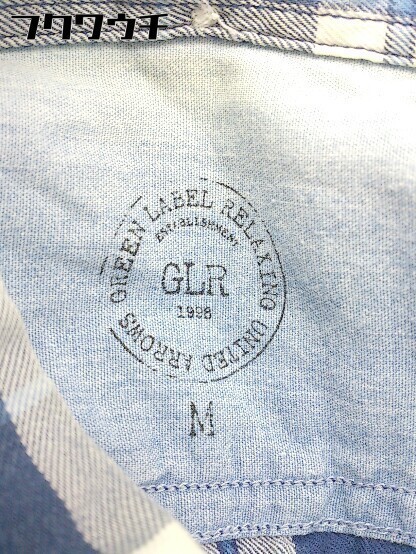 フクワウチ
GREEN LABEL RELAXING UNITED ARROWS
ESTABLISHMENT
GLR
1998
M